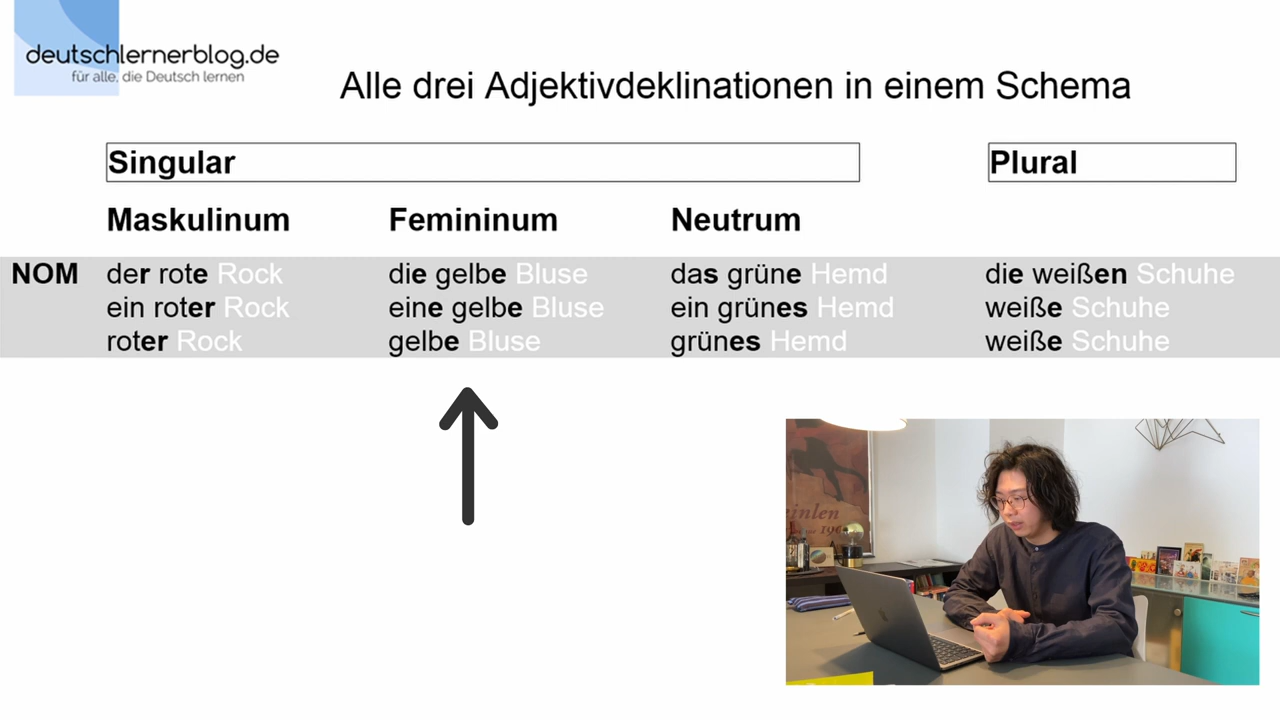 deutschlernerblog.de
für alle, die Deutsch lernen
Alle drei Adjektivdeklinationen in einem Schema
Singular
Plural
Maskulinum
Femininum
Neutrum
NOM
der rote Rock
die gelbe Bluse
das grüne Hemd
die weißen Schuhe
ein roter Rock
eine gelbe Bluse
ein grünes Hemd
weiße Schuhe
roter Rock
gelbe Bluse
grünes Hemd
weiße Schuhe